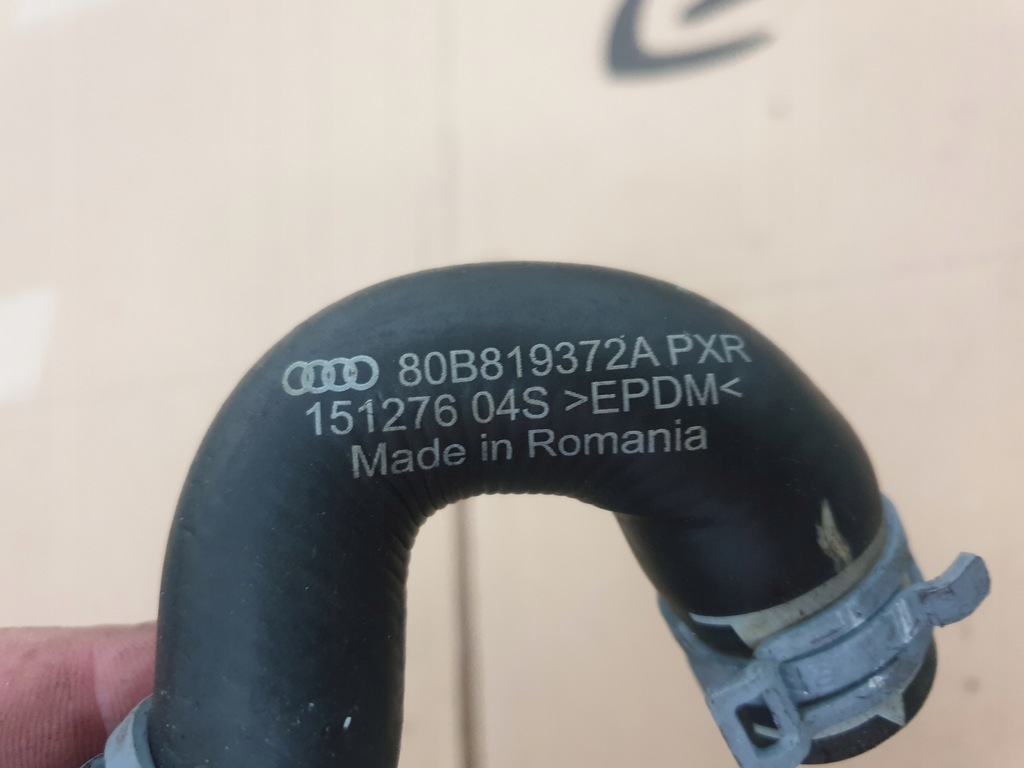 80B819372A PXR
151276 04S >EPDM<
Made in Romania